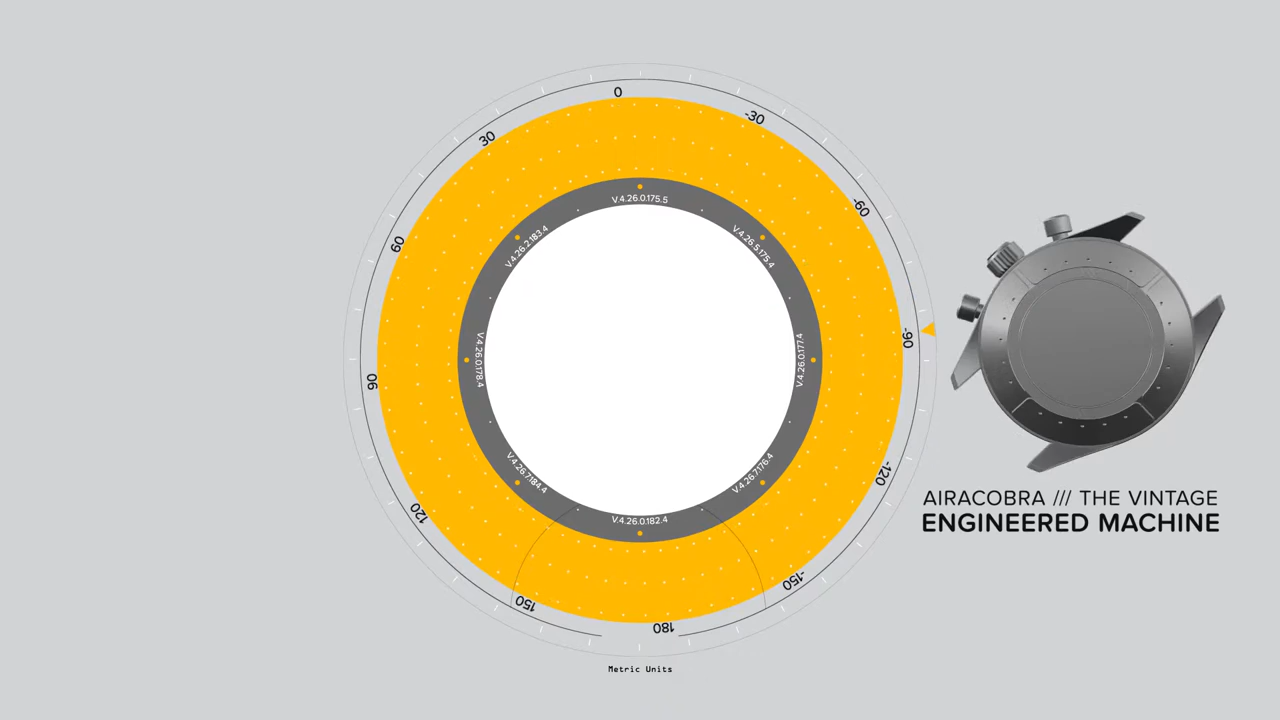 0
-30
-60
-90
-120
-150
180
150
120
90
60
30
V.4.26.0.175.5
V.4.26.5.175.4
V.4.26.0.177.4
V.4.26.7.176.4
V.4.26.0.182.4
V.4.26.7.184.4
V.4.26.0.178.4
V.4.26.2.183.4
AIRACOBRA /// THE VINTAGE
ENGINEERED MACHINE
Metric Units